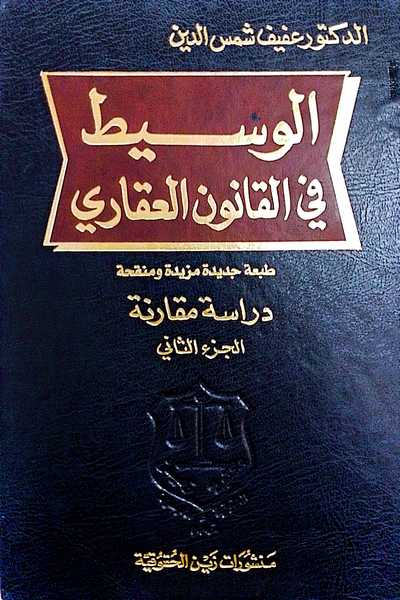 الدكتور عفيف شمس الدين
الوسيط
في القانون العقاري
طبعة جديدة مزيدة ومنقحة
دراسة مقارنة
الجزء الثاني
منشورات زين الحقوقية